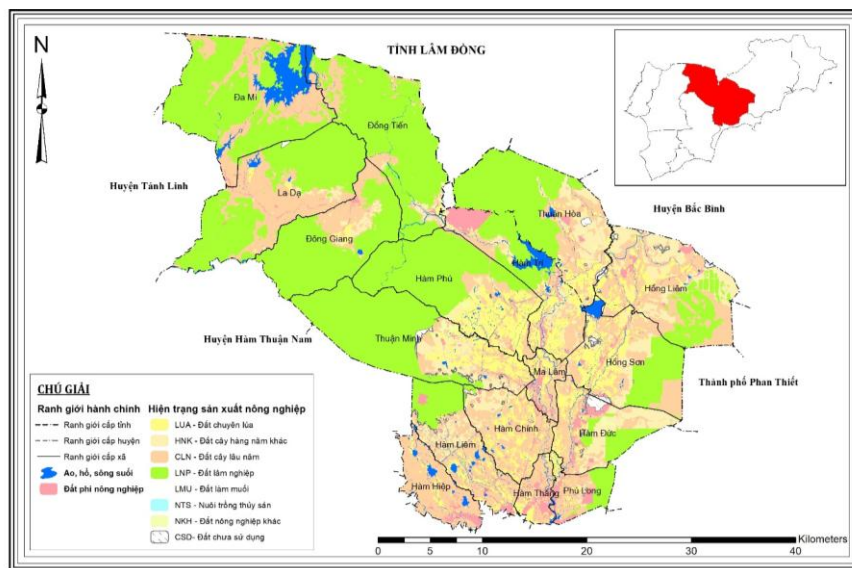 N
TỈNH LÂM ĐỒNG
Đa Mi
Đồng Tiến
Huyện Tánh Linh
La Dạ
Thuận Hòa
Huyện Bắc Bình
Đông Giang
Hàm Trí
Hàm Phú
Hồng Liêm
Huyện Hàm Thuận Nam
Thuận Minh
Hồng Sơn
Ma Lâm
Thành phố Phan Thiết
Hàm Chính
Hàm Đức
Hàm Liêm
Hàm Hiệp
Hàm Thắng
Phú Long
CHÚ GIẢI
Ranh giới hành chính
Ranh giới cấp tỉnh
Ranh giới cấp huyện
Ranh giới cấp xã
Ao, hồ, sông suối
Đất phi nông nghiệp
Hiện trạng sản xuất nông nghiệp
LUA - Đất chuyên lúa
HNK - Đất cây hàng năm khác
CLN - Đất cây lâu năm
LNP - Đất lâm nghiệp
LMU - Đất làm muối
NTS - Nuôi trồng thủy sản
NKH - Đất nông nghiệp khác
CSD- Đất chưa sử dụng
Kilometers
0 5 10 20 30 40